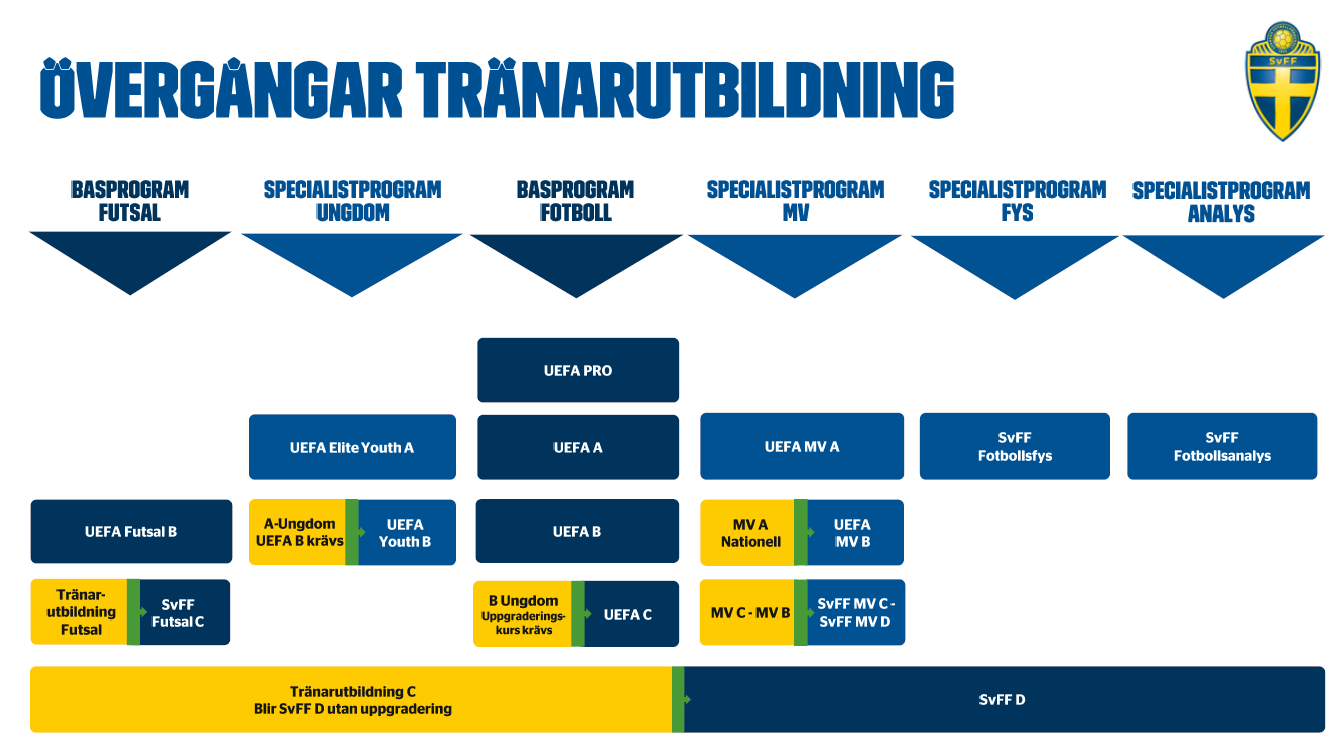 ÖVERGÅNGAR TRÄNARUTBILDNING
SvFF
BASPROGRAM
FUTSAL
SPECIALISTPROGRAM
UNGDOM
BASPROGRAM
FOTBOLL
SPECIALISTPROGRAM
MV
SPECIALISTPROGRAM
FYS
SPECIALISTPROGRAM
ANALYS
UEFA PRO
UEFA Elite Youth A
UEFA A
UEFA MV A
SvFF
Fotbollsfys
SvFF
Fotbollsanalys
UEFA Futsal B
A-Ungdom
UEFA B krävs
UEFA
Youth B
UEFA B
MV A
Nationell
UEFA
MV B
Tränar-
utbildning
Futsal
SvFF
Futsal C
B Ungdom
Uppgraderings-
kurs krävs
UEFA C
MV C - MV B
SvFF MV C -
SvFF MV D
Tränarutbildning C
Blir SvFF D utan uppgradering
SvFF D